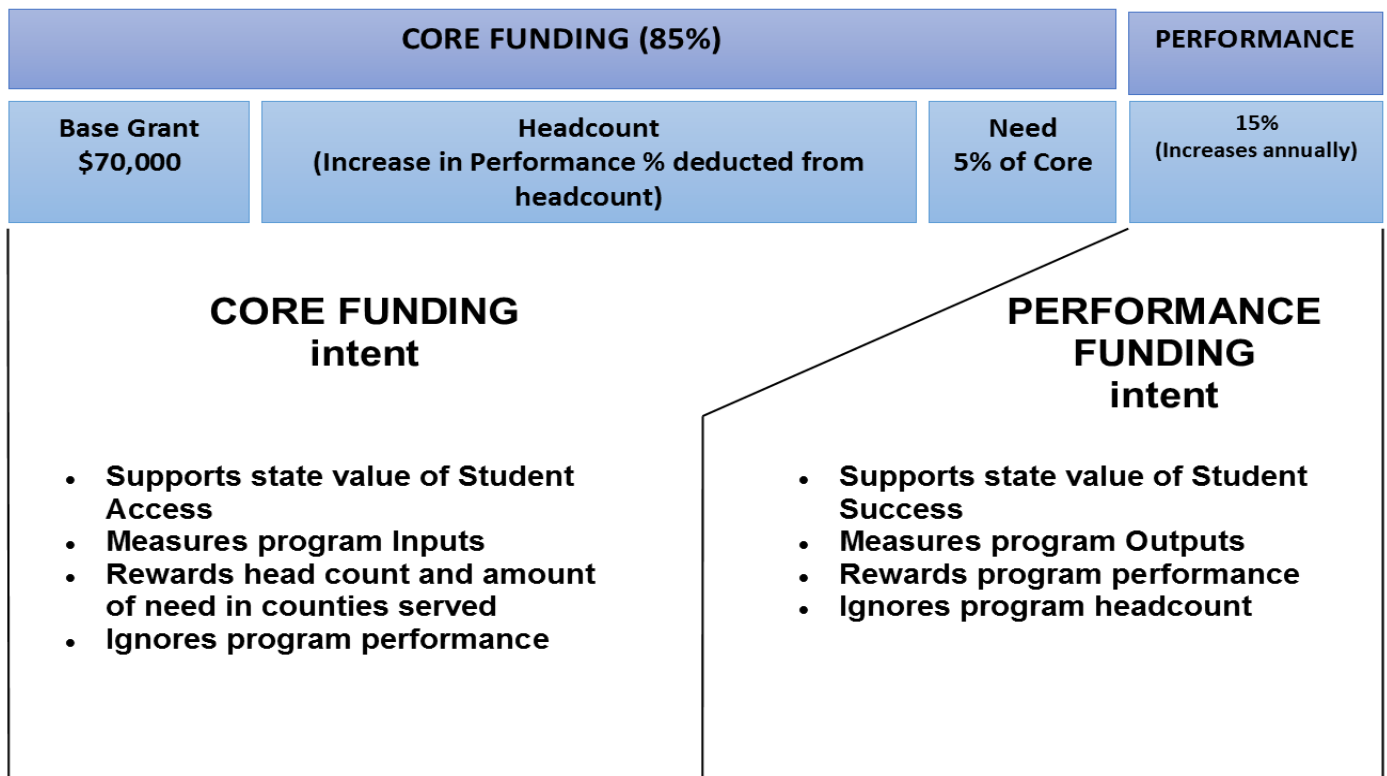 CORE FUNDING (85%)
PERFORMANCE
Base Grant
$70,000
Headcount
(Increase in Performance % deducted from
headcount)
Need
5% of Core
15%
(Increases annually)
CORE FUNDING
intent
• Supports state value of Student
Access
• Measures program Inputs
• Rewards head count and amount
of need in counties served
• Ignores program performance
PERFORMANCE
FUNDING
intent
• Supports state value of Student
Success
• Measures program Outputs
• Rewards program performance
• Ignores program headcount